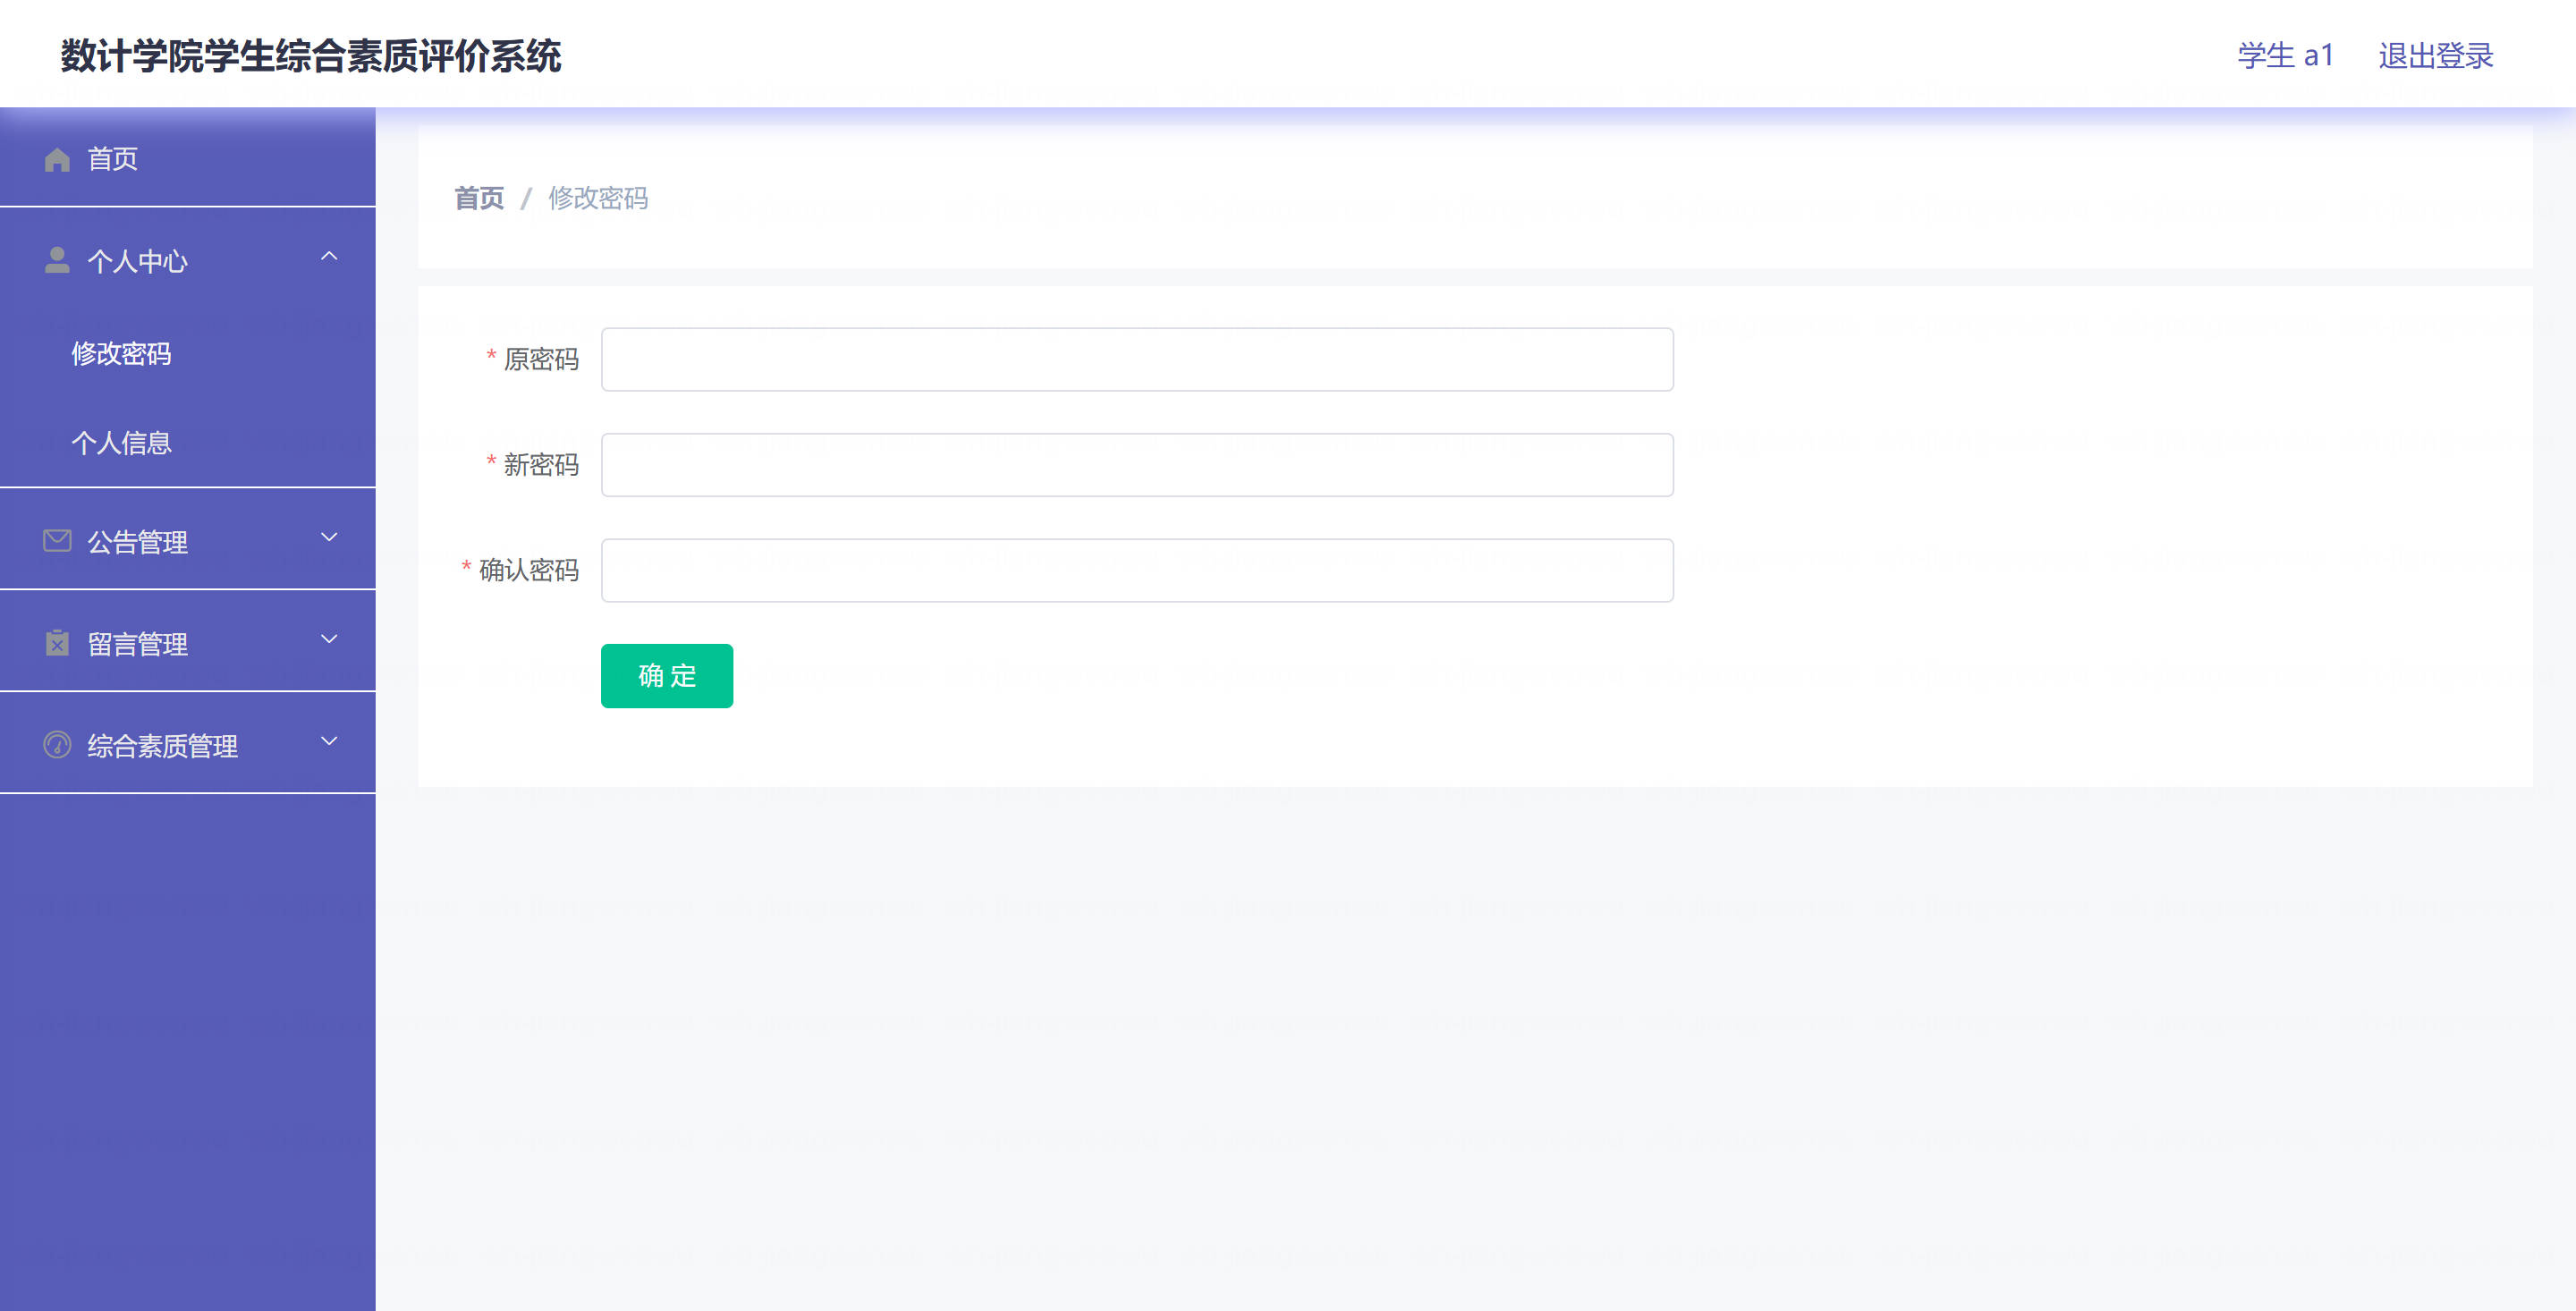 数计学院学生综合素质评价系统
学生 a1 退出登录
首页
个人中心
修改密码
个人信息
公告管理
留言管理
综合素质管理
首页 / 修改密码
* 原密码
* 新密码
* 确认密码
确 定